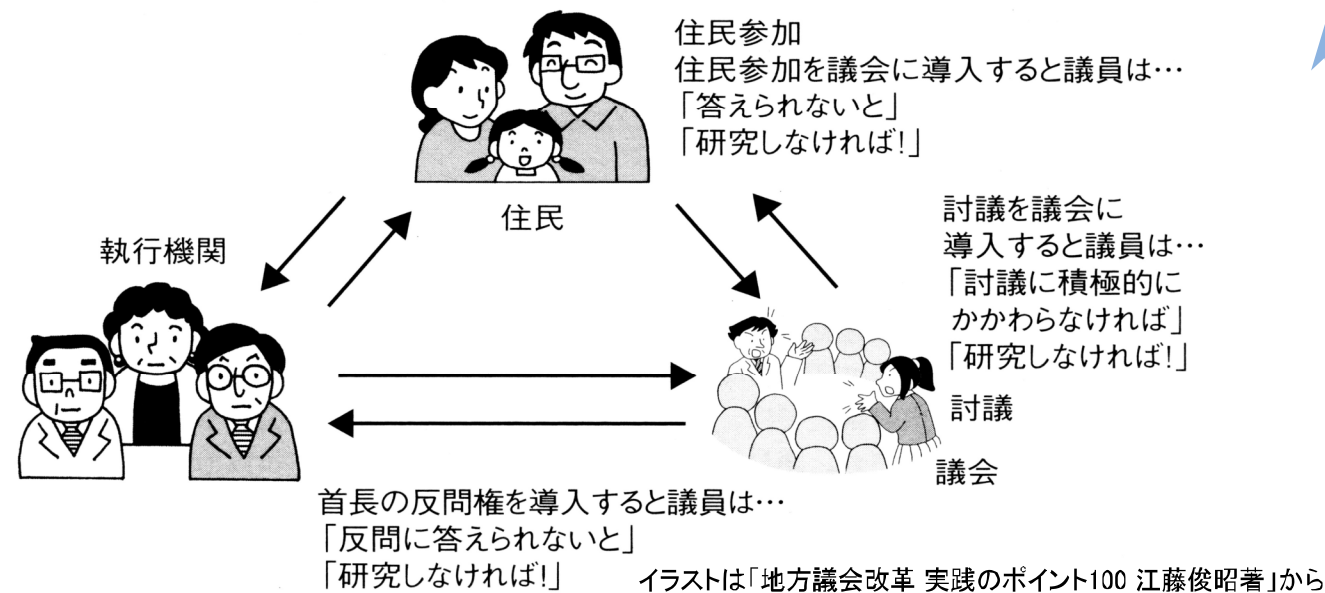 住民参加
住民参加を議会に導入すると議員は…
「答えられないと」
「研究しなければ!」
住民
執行機関
討議を議会に
導入すると議員は…
「討議に積極的に
かかわらなければ」
「研究しなければ!」
討議
議会
首長の反問権を導入すると議員は…
「反問に答えられないと」
「研究しなければ!」
イラストは「地方議会改革 実践のポイント100 江藤俊昭著」から